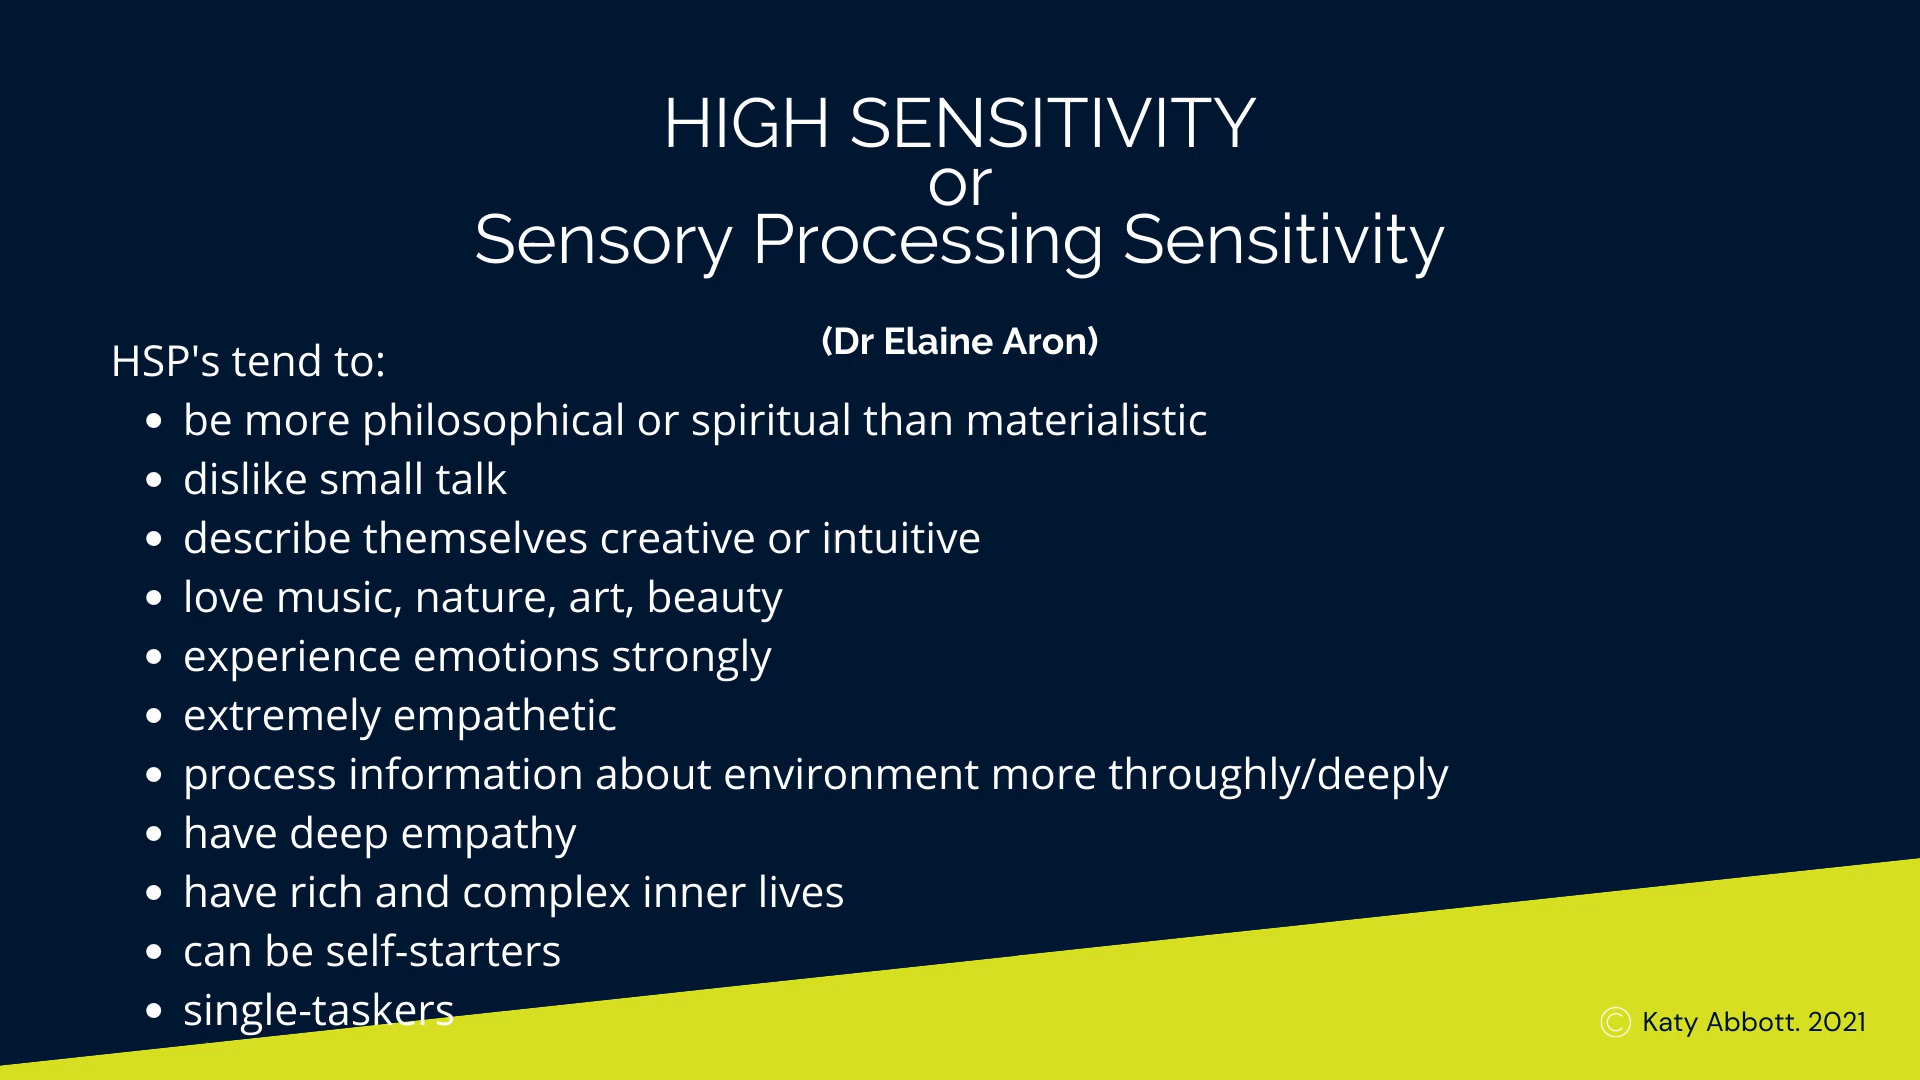 HIGH SENSITIVITY
or
Sensory Processing Sensitivity
(Dr Elaine Aron)
HSP's tend to:
• be more philosophical or spiritual than materialistic
• dislike small talk
• describe themselves creative or intuitive
• love music, nature, art, beauty
• experience emotions strongly
• extremely empathetic
• process information about environment more throughly/deeply
• have deep empathy
• have rich and complex inner lives
• can be self-starters
• single-taskers
© Katy Abbott. 2021